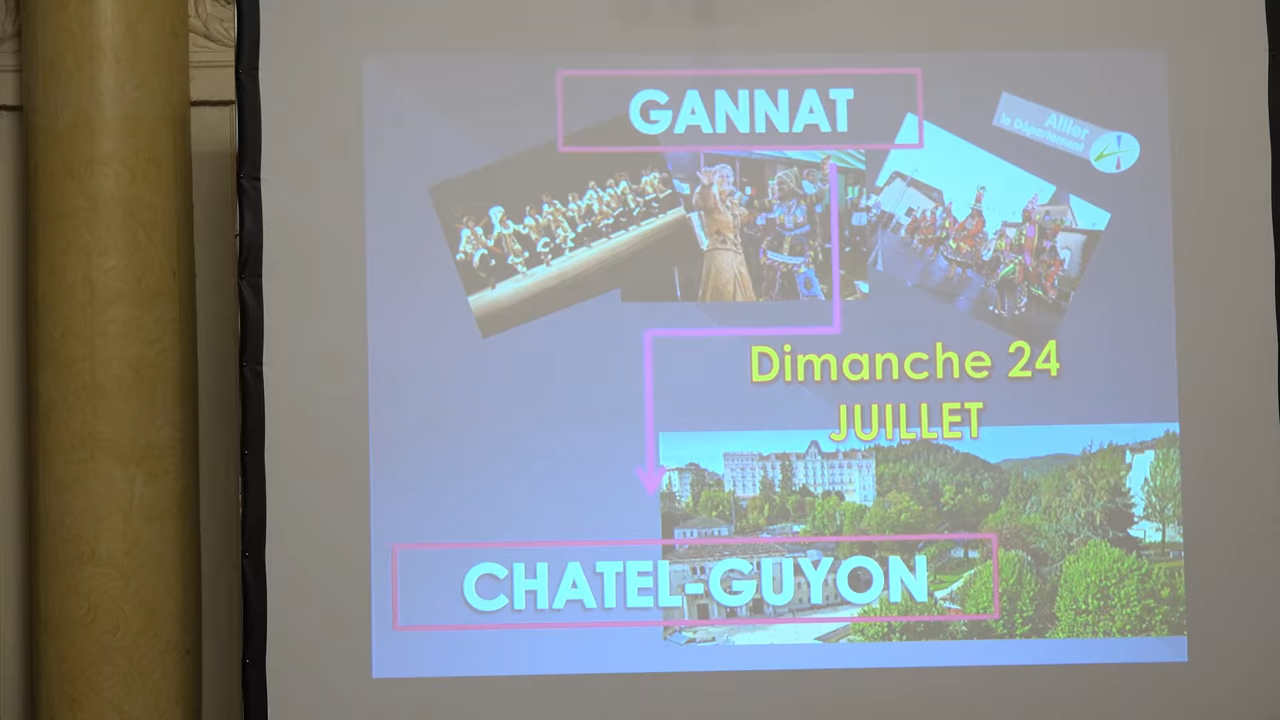 GANNAT
Allier
le Département
Dimanche 24
JUILLET
CHATEL-GUYON